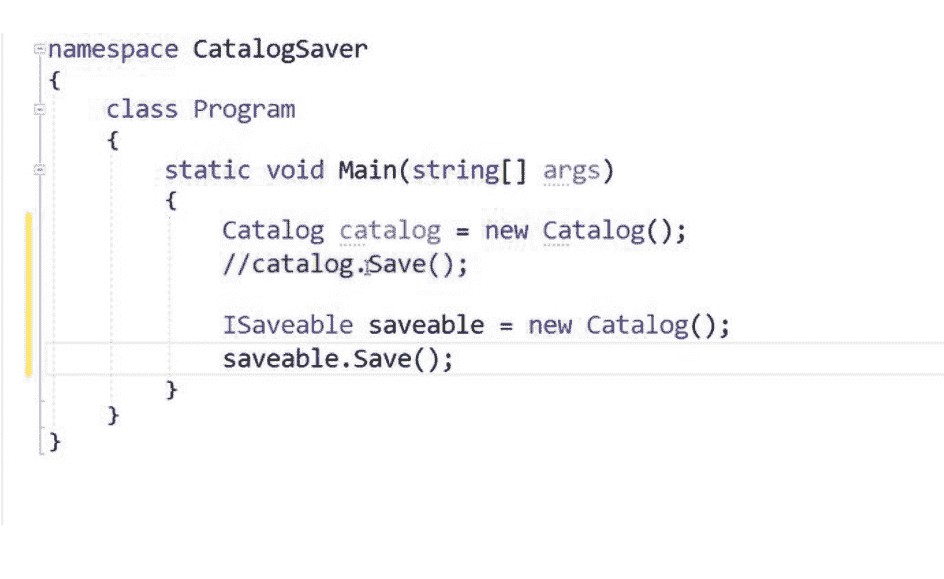 namespace CatalogSaver
{
class Program
{
static void Main(string[] args)
{
Catalog catalog = new Catalog();
//catalog.Save();
ISaveable saveable = new Catalog();
saveable.Save();
}
}
}